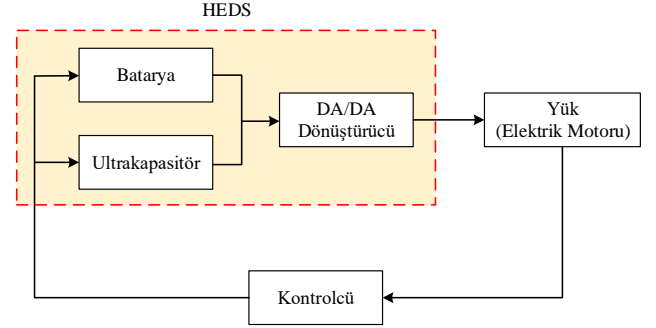 HEDS
Batarya
Ultrakapasitör
DA/DA
Dönüştürücü
Yük
(Elektrik Motoru)
Kontrolcü